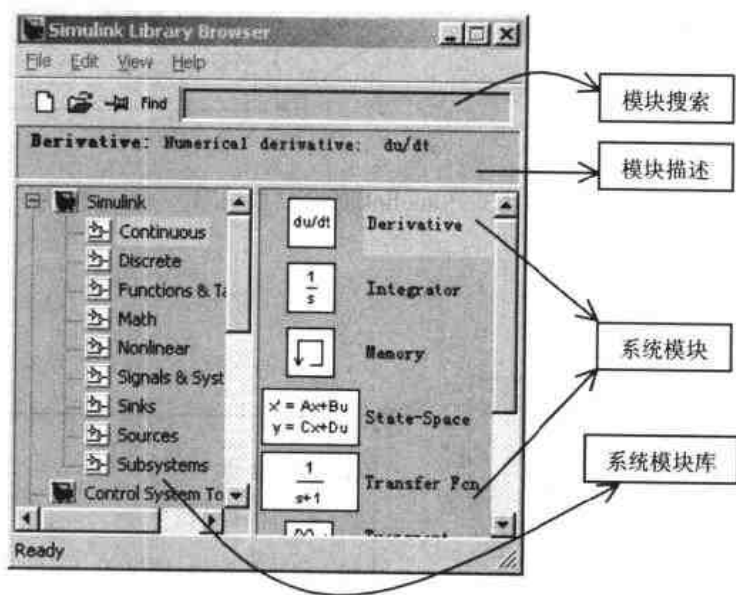 Simulink Library Browser
File Edit View Help
Find
模块搜索
Derivative: Numerical derivative: du/dt
模块描述
Simulink
Continuous
Discrete
Functions & Ta
Math
Nonlinear
Signals & Syst
Sinks
Sources
Subsystems
Control System To
du/dt
Derivative
1
s
Integrator
Memory
x' = Ax+Bu
y = Cx+Du
State-Space
1
s+1
Transfer Fcn
系统模块
系统模块库
Ready